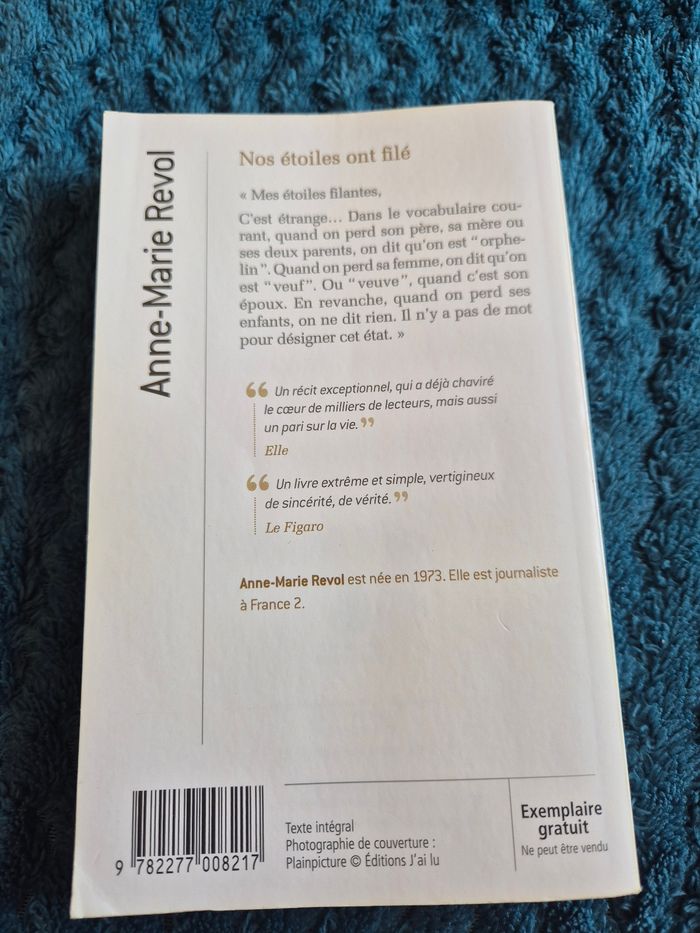 Anne-Marie Revol
Nos étoiles ont filé
« Mes étoiles filantes,
C'est étrange... Dans le vocabulaire cou-
rant, quand on perd son père, sa mère ou
ses deux parents, on dit qu'on est “orphe-
lin”. Quand on perd sa femme, on dit qu'on
est “veuf”. Ou “veuve”, quand c'est son
époux. En revanche, quand on perd ses
enfants, on ne dit rien. Il n'y a pas de mot
pour désigner cet état. »
“ Un récit exceptionnel, qui a déjà chaviré
le cœur de milliers de lecteurs, mais aussi
un pari sur la vie. ”
Elle
“ Un livre extrême et simple, vertigineux
de sincérité, de vérité. ”
Le Figaro
Anne-Marie Revol est née en 1973. Elle est journaliste
à France 2.
9 782277 008217
Texte intégral
Photographie de couverture :
Plainpicture © Éditions J'ai lu
Exemplaire
gratuit
Ne peut être vendu